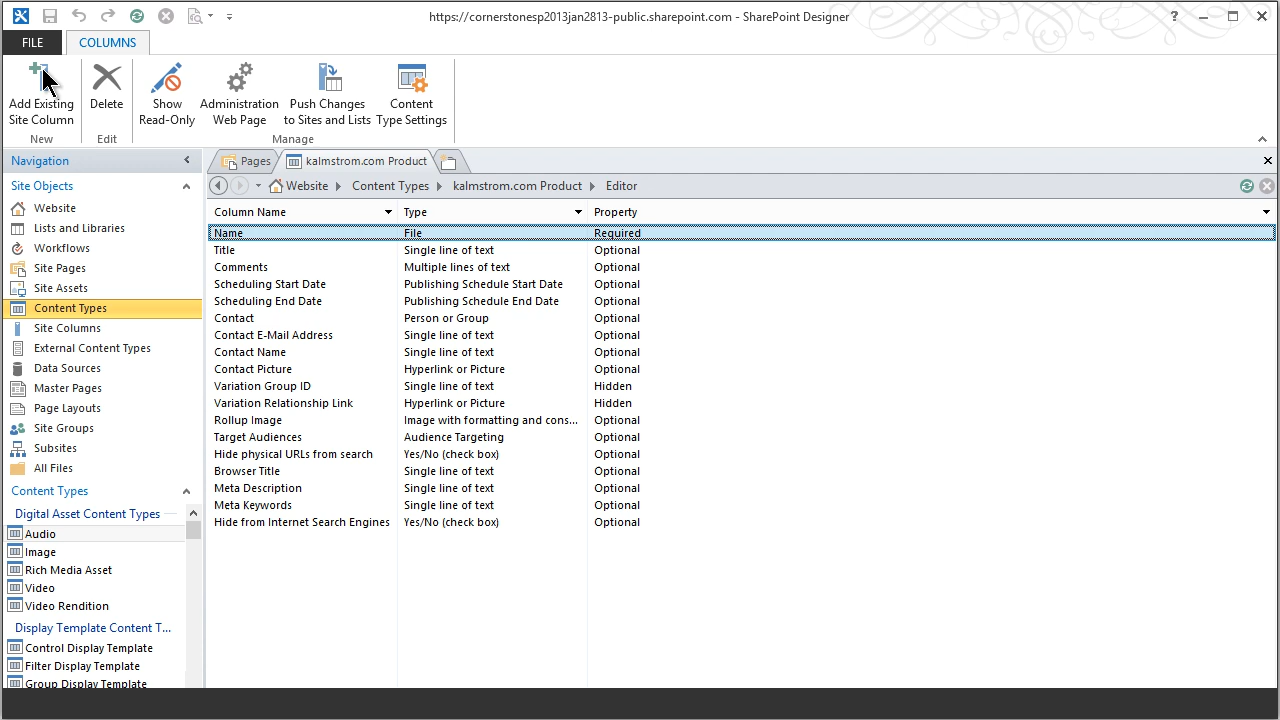 https://cornerstonesp2013jan2813-public.sharepoint.com - SharePoint Designer
?
FILE
COLUMNS
Add Existing Site Column
Delete
Show Read-Only
Administration Web Page
Push Changes to Sites and Lists
Content Type Settings
New
Edit
Manage
Navigation
Pages
kalmstrom.com Product
Site Objects
Website
Content Types
kalmstrom.com Product
Editor
Website
Lists and Libraries
Workflows
Site Pages
Site Assets
Content Types
Site Columns
External Content Types
Data Sources
Master Pages
Page Layouts
Site Groups
Subsites
All Files
Content Types
Digital Asset Content Types
Audio
Image
Rich Media Asset
Video
Video Rendition
Display Template Content T...
Control Display Template
Filter Display Template
Group Display Template
Column Name Type Property
Name File Required
Title Single line of text Optional
Comments Multiple lines of text Optional
Scheduling Start Date Publishing Schedule Start Date Optional
Scheduling End Date Publishing Schedule End Date Optional
Contact Person or Group Optional
Contact E-Mail Address Single line of text Optional
Contact Name Single line of text Optional
Contact Picture Hyperlink or Picture Optional
Variation Group ID Single line of text Hidden
Variation Relationship Link Hyperlink or Picture Hidden
Rollup Image Image with formatting and cons... Optional
Target Audiences Audience Targeting Optional
Hide physical URLs from search Yes/No (check box) Optional
Browser Title Single line of text Optional
Meta Description Single line of text Optional
Meta Keywords Single line of text Optional
Hide from Internet Search Engines Yes/No (check box) Optional